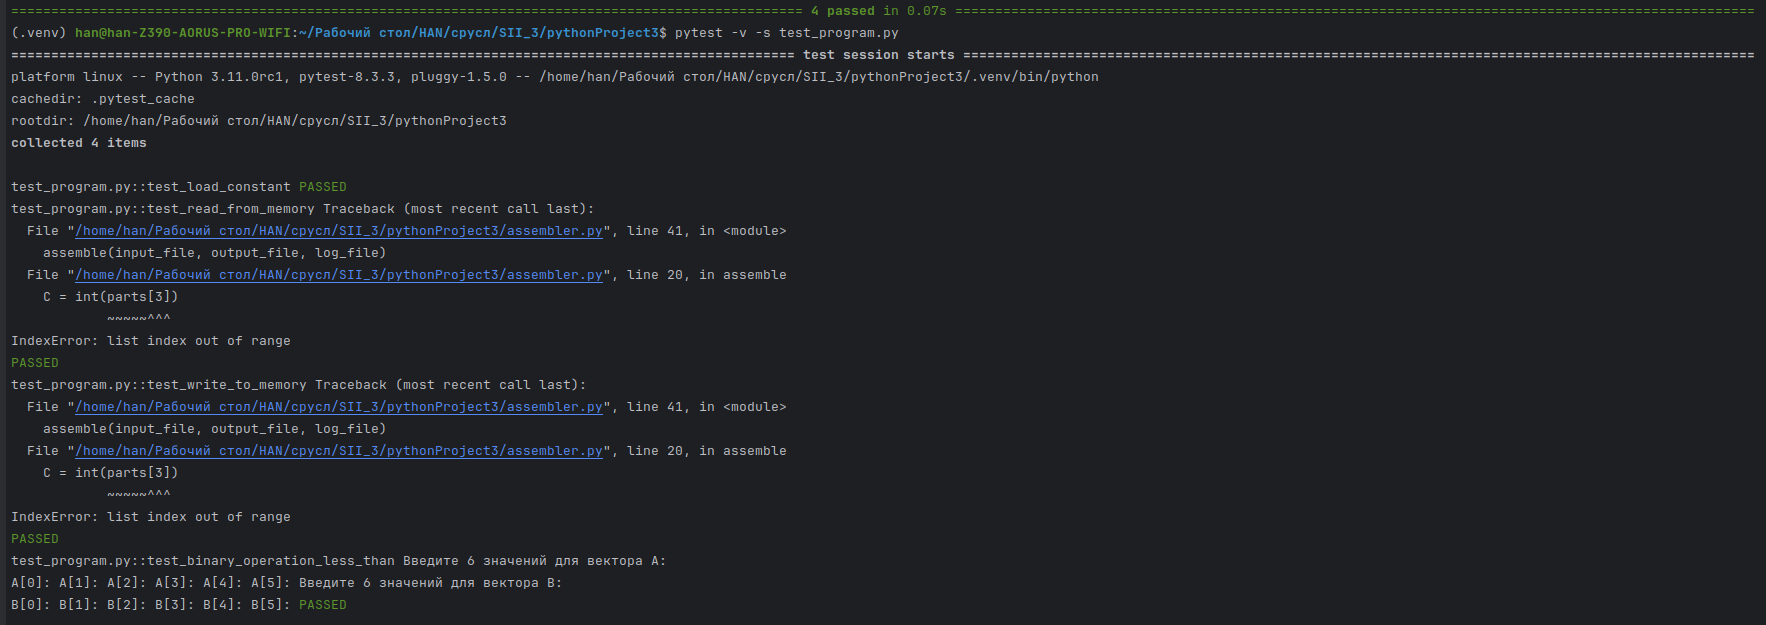 =================================================================================================== 4 passed in 0.07s ====================================================================================================
(.venv) han@han-Z390-AORUS-PRO-WIFI:~/Рабочий стол/HAN/срусл/SII_3/pythonProject3$ pytest -v -s test_program.py
================================================================================================== test session starts ===================================================================================================
platform linux -- Python 3.11.0rc1, pytest-8.3.3, pluggy-1.5.0 -- /home/han/Рабочий стол/HAN/срусл/SII_3/pythonProject3/.venv/bin/python
cachedir: .pytest_cache
rootdir: /home/han/Рабочий стол/HAN/срусл/SII_3/pythonProject3
collected 4 items
test_program.py::test_load_constant PASSED
test_program.py::test_read_from_memory Traceback (most recent call last):
  File "/home/han/Рабочий стол/HAN/срусл/SII_3/pythonProject3/assembler.py", line 41, in <module>
    assemble(input_file, output_file, log_file)
  File "/home/han/Рабочий стол/HAN/срусл/SII_3/pythonProject3/assembler.py", line 20, in assemble
    C = int(parts[3])
            ~~~~~^^^
IndexError: list index out of range
PASSED
test_program.py::test_write_to_memory Traceback (most recent call last):
  File "/home/han/Рабочий стол/HAN/срусл/SII_3/pythonProject3/assembler.py", line 41, in <module>
    assemble(input_file, output_file, log_file)
  File "/home/han/Рабочий стол/HAN/срусл/SII_3/pythonProject3/assembler.py", line 20, in assemble
    C = int(parts[3])
            ~~~~~^^^
IndexError: list index out of range
PASSED
test_program.py::test_binary_operation_less_than Введите 6 значений для вектора A:
A[0]: A[1]: A[2]: A[3]: A[4]: A[5]: Введите 6 значений для вектора B:
B[0]: B[1]: B[2]: B[3]: B[4]: B[5]: PASSED